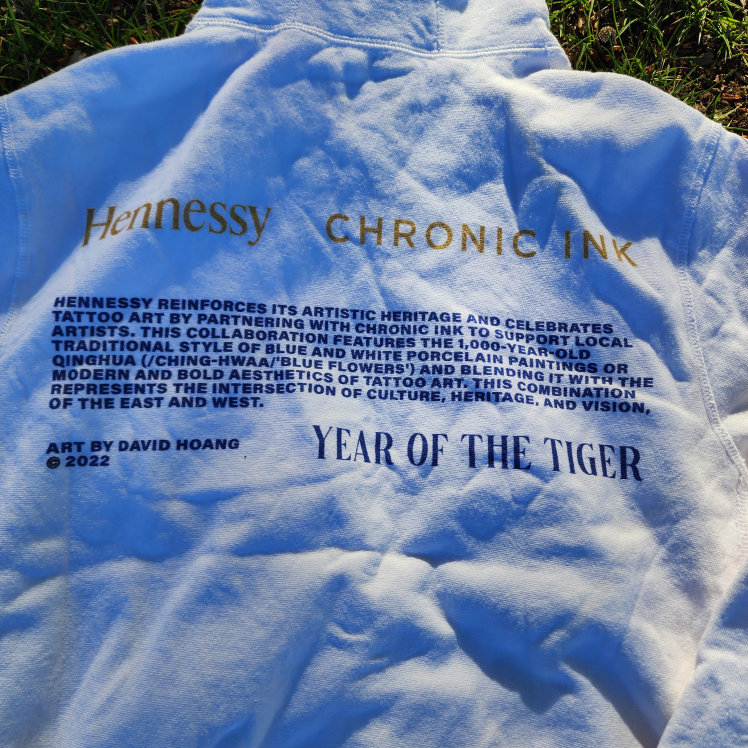 Hennessy CHRONIC INK
HENNESSY REINFORCES ITS ARTISTIC HERITAGE AND CELEBRATES
TATTOO ART BY PARTNERING WITH CHRONIC INK TO SUPPORT LOCAL
ARTISTS. THIS COLLABORATION FEATURES THE 1,000-YEAR-OLD
TRADITIONAL STYLE OF BLUE AND WHITE PORCELAIN PAINTINGS OR
QINGHUA (/CHING-HWAA/'BLUE FLOWERS') AND BLENDING IT WITH THE
MODERN AND BOLD AESTHETICS OF TATTOO ART. THIS COMBINATION
REPRESENTS THE INTERSECTION OF CULTURE, HERITAGE, AND VISION,
OF THE EAST AND WEST.
ART BY DAVID HOANG
© 2022
YEAR OF THE TIGER